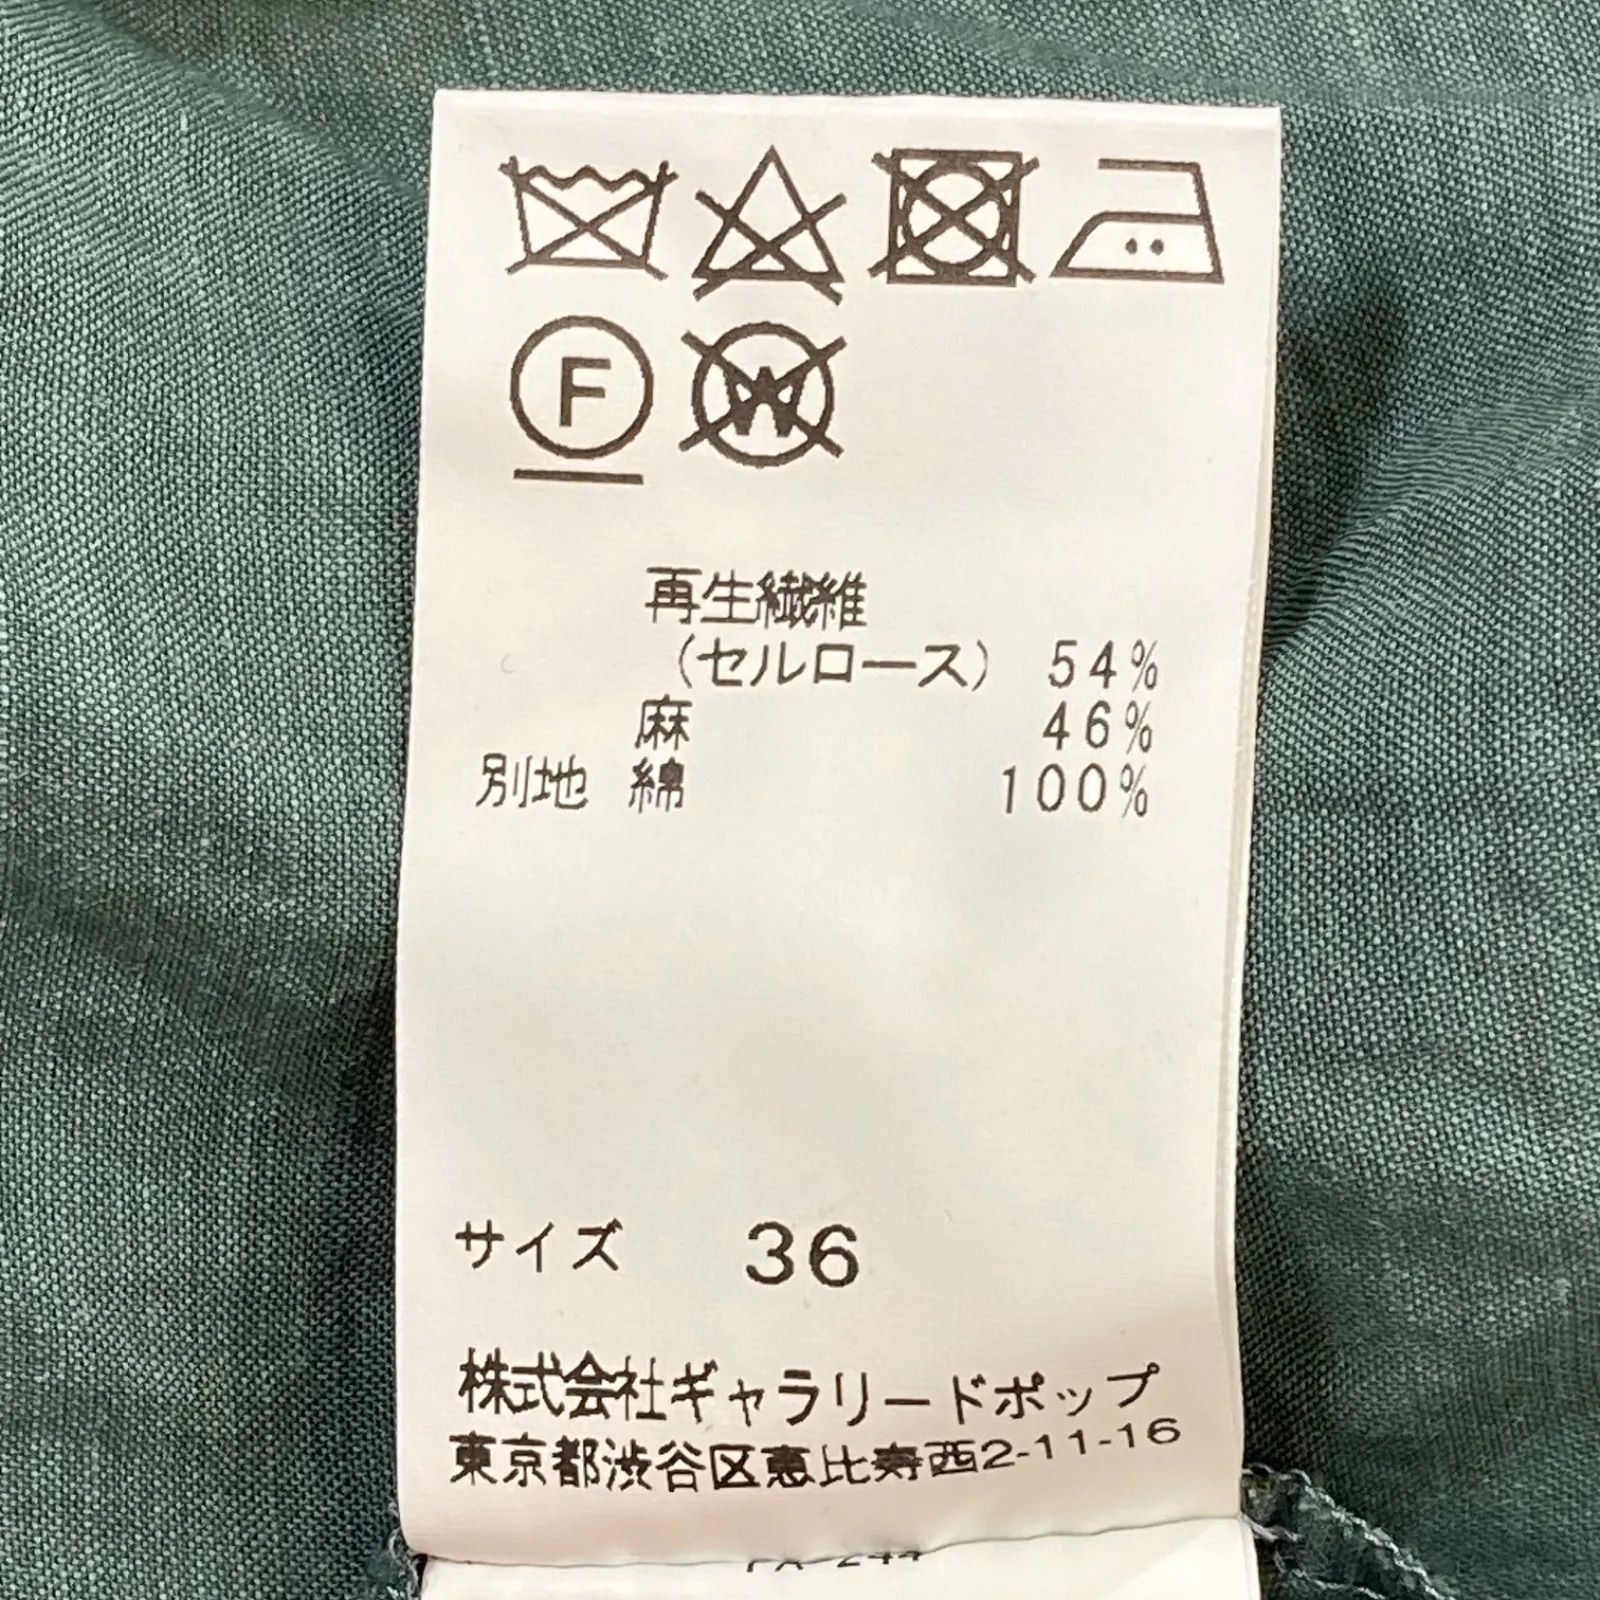 F W
再生繊維
(セルロース) 54%
麻 46%
別地 綿 100%
サイズ 36
株式会社ギャラリードポップ
東京都渋谷区恵比寿西2-11-16